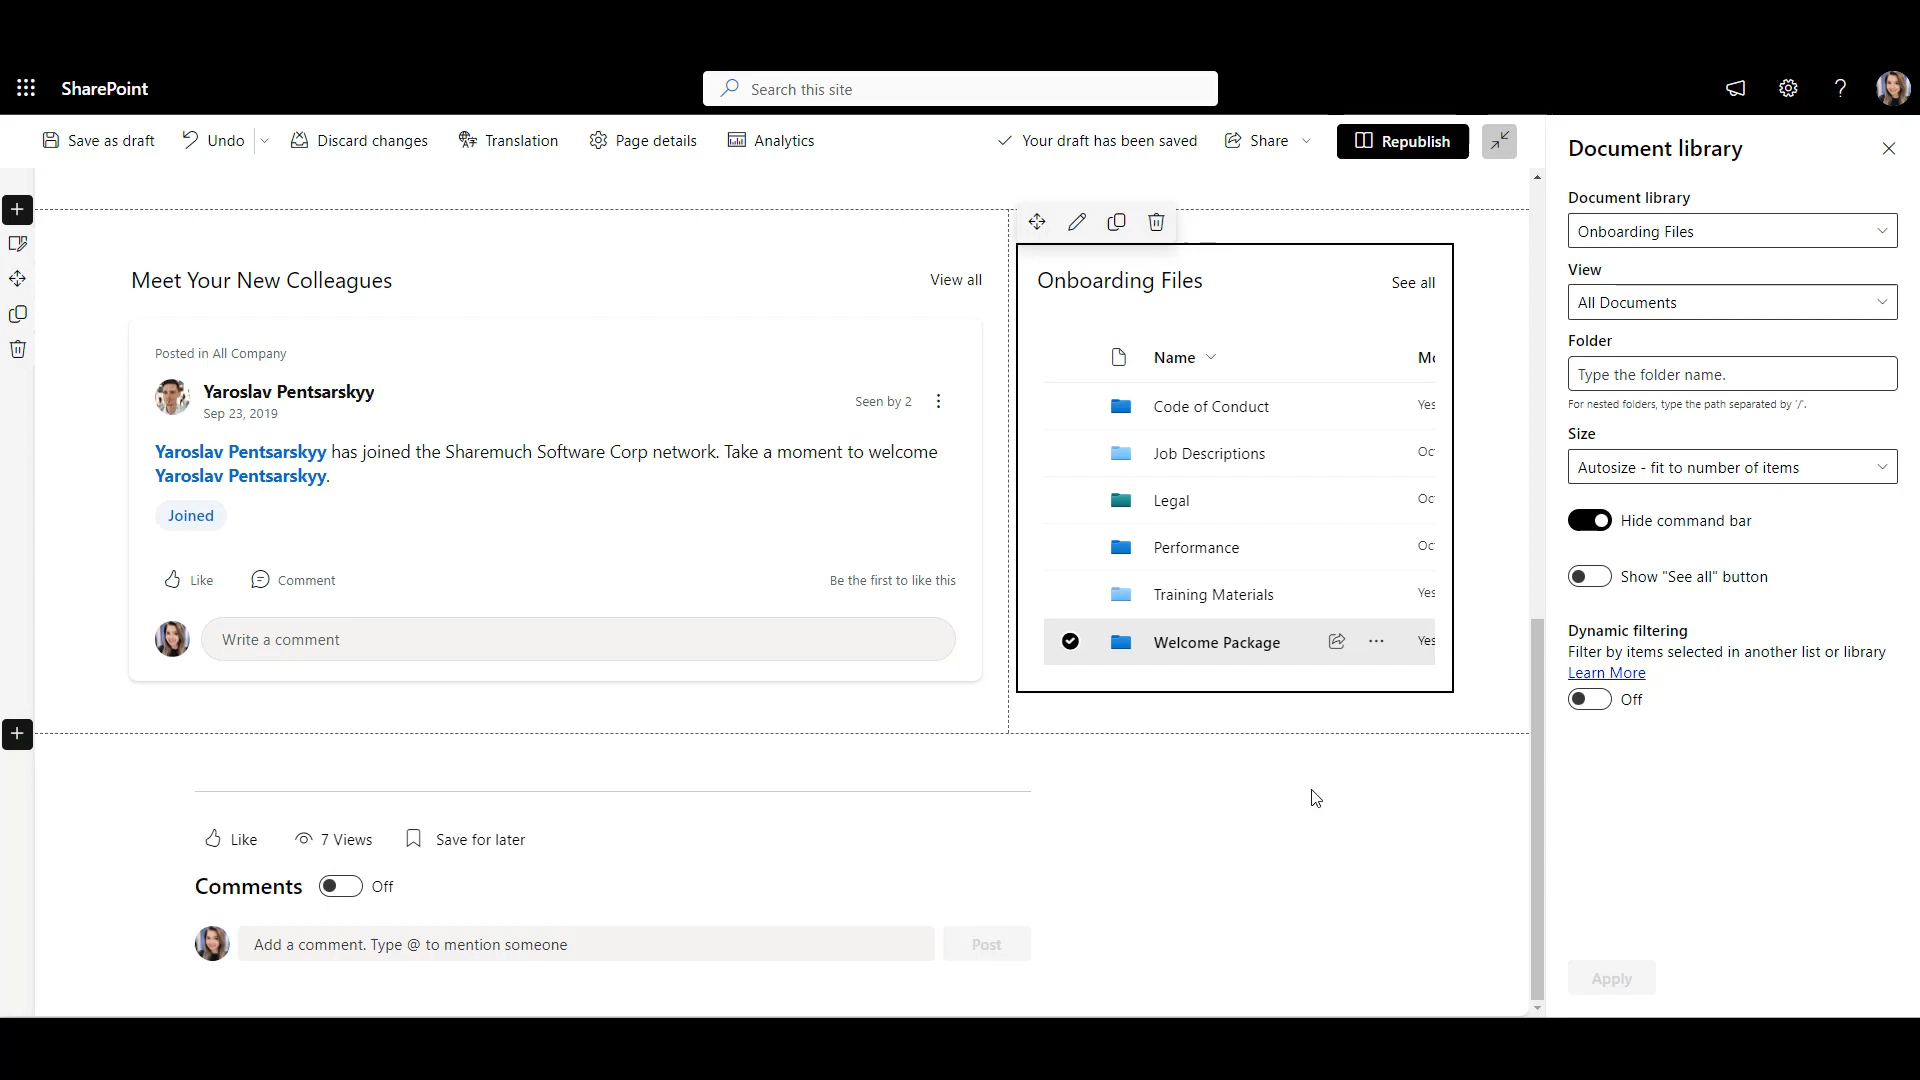 SharePoint
Search this site
Save as draft
Undo
Discard changes
Translation
Page details
Analytics
Your draft has been saved
Share
Republish
Meet Your New Colleagues
View all
Posted in All Company
Yaroslav Pentsarskyy
Sep 23, 2019
Seen by 2
Yaroslav Pentsarskyy has joined the Sharemuch Software Corp network. Take a moment to welcome
Yaroslav Pentsarskyy.
Joined
Like
Comment
Be the first to like this
Write a comment
Onboarding Files
See all
Name
Mo
Code of Conduct
Yes
Job Descriptions
Oct
Legal
Oct
Performance
Oct
Training Materials
Yes
Welcome Package
Yes
Like
7 Views
Save for later
Comments
Off
Add a comment. Type @ to mention someone
Post
Document library
Document library
Onboarding Files
View
All Documents
Folder
Type the folder name.
For nested folders, type the path separated by '/'.
Size
Autosize - fit to number of items
Hide command bar
Show "See all" button
Dynamic filtering
Filter by items selected in another list or library
Learn More
Off
Apply